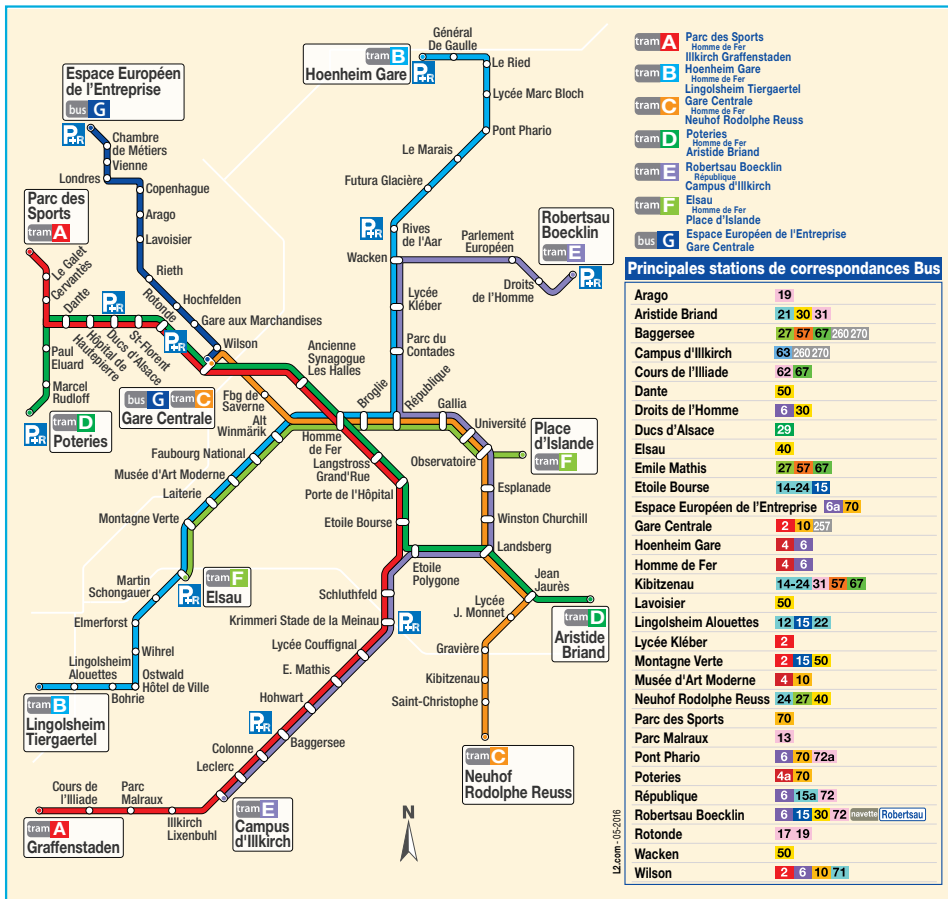 Général
De Gaulle
tram B
Hoenheim Gare
P+R
Le Ried
Lycée Marc Bloch
Pont Phario
Le Marais
Futura Glacière
P+R
Rives
de l'Aar
Wacken
Parlement
Européen
Robertsau
Boecklin
tram E
P+R
Droits
de l'Homme
Lycée
Kléber
Parc du
Contades
Espace Européen
de l'Entreprise
bus G
P+R
Chambre
de Métiers
Vienne
Londres
Copenhague
Arago
Lavoisier
Rieth
Hochfelden
Gare aux Marchandises
Wilson
Parc des
Sports
tram A
Le Galet
Cervantès
Dante
Hôpital de
Hautepierre
Ducs d'Alsace
St-Florent
Rotonde
P+R
P+R
Paul
Eluard
Marcel
Rudloff
P+R
tram D
Poteries
bus G tram C
Gare Centrale
Ancienne
Synagogue
Les Halles
Fbg de
Saverne
Alt
Winmärik
Broglie
République
Gallia
Université
Homme
de Fer
Langstross
Grand'Rue
Porte de l'Hôpital
Etoile Bourse
Observatoire
Place
d'Islande
tram F
Esplanade
Winston Churchill
Landsberg
Faubourg National
Musée d'Art Moderne
Laiterie
Montagne Verte
Martin
Schongauer
P+R
tram F
Elsau
Elmerforst
Wihrel
Ostwald
Hôtel de Ville
Lingolsheim
Alouettes
Bohrie
tram B
Lingolsheim
Tiergaertel
Etoile
Polygone
Schluthfeld
Krimmeri Stade de la Meinau
P+R
Lycée Couffignal
E. Mathis
Hohwart
P+R
Baggersee
Colonne
Leclerc
tram E
Campus
d'Illkirch
Cours de
l'Illiade
Parc
Malraux
Illkirch
Lixenbuhl
tram A
Graffenstaden
Jean
Jaurès
tram D
Aristide
Briand
Lycée
J. Monnet
Gravière
Kibitzenau
Saint-Christophe
tram C
Neuhof
Rodolphe Reuss
N
L2.com - 05-2016
tram A Parc des Sports
Homme de Fer
Illkirch Graffenstaden
tram B Hoenheim Gare
Homme de Fer
Lingolsheim Tiergaertel
tram C Gare Centrale
Homme de Fer
Neuhof Rodolphe Reuss
tram D Poteries
Homme de Fer
Aristide Briand
tram E Robertsau Boecklin
République
Campus d'Illkirch
tram F Elsau
Homme de Fer
Place d'Islande
bus G Espace Européen de l'Entreprise
Gare Centrale
Principales stations de correspondances Bus
Arago 19
Aristide Briand 21 30 31
Baggersee 27 57 67 260 270
Campus d'Illkirch 63 260 270
Cours de l'Illiade 62 67
Dante 50
Droits de l'Homme 6 30
Ducs d'Alsace 29
Elsau 40
Emile Mathis 27 57 67
Etoile Bourse 14-24 15
Espace Européen de l'Entreprise 6a 70
Gare Centrale 2 10 257
Hoenheim Gare 4 6
Homme de Fer 4 6
Kibitzenau 14-24 31 57 67
Lavoisier 50
Lingolsheim Alouettes 12 15 22
Lycée Kléber 2
Montagne Verte 2 15 50
Musée d'Art Moderne 4 10
Neuhof Rodolphe Reuss 24 27 40
Parc des Sports 70
Parc Malraux 13
Pont Phario 6 70 72a
Poteries 4a 70
République 6 15a 72
Robertsau Boecklin 6 15 30 72 navette Robertsau
Rotonde 17 19
Wacken 50
Wilson 2 6 10 71